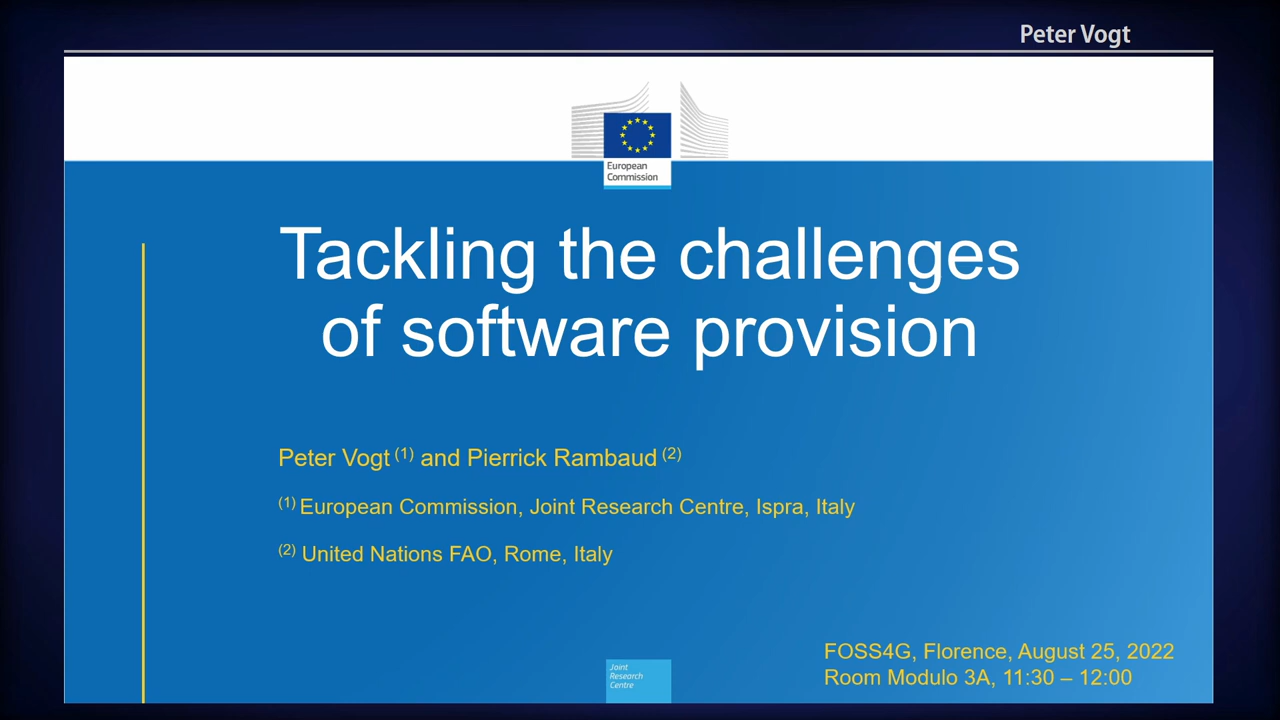 Peter Vogt
European
Commission
Tackling the challenges
of software provision
Peter Vogt (1) and Pierrick Rambaud (2)
(1) European Commission, Joint Research Centre, Ispra, Italy
(2) United Nations FAO, Rome, Italy
FOSS4G, Florence, August 25, 2022
Room Modulo 3A, 11:30 – 12:00
Joint
Research
Centre